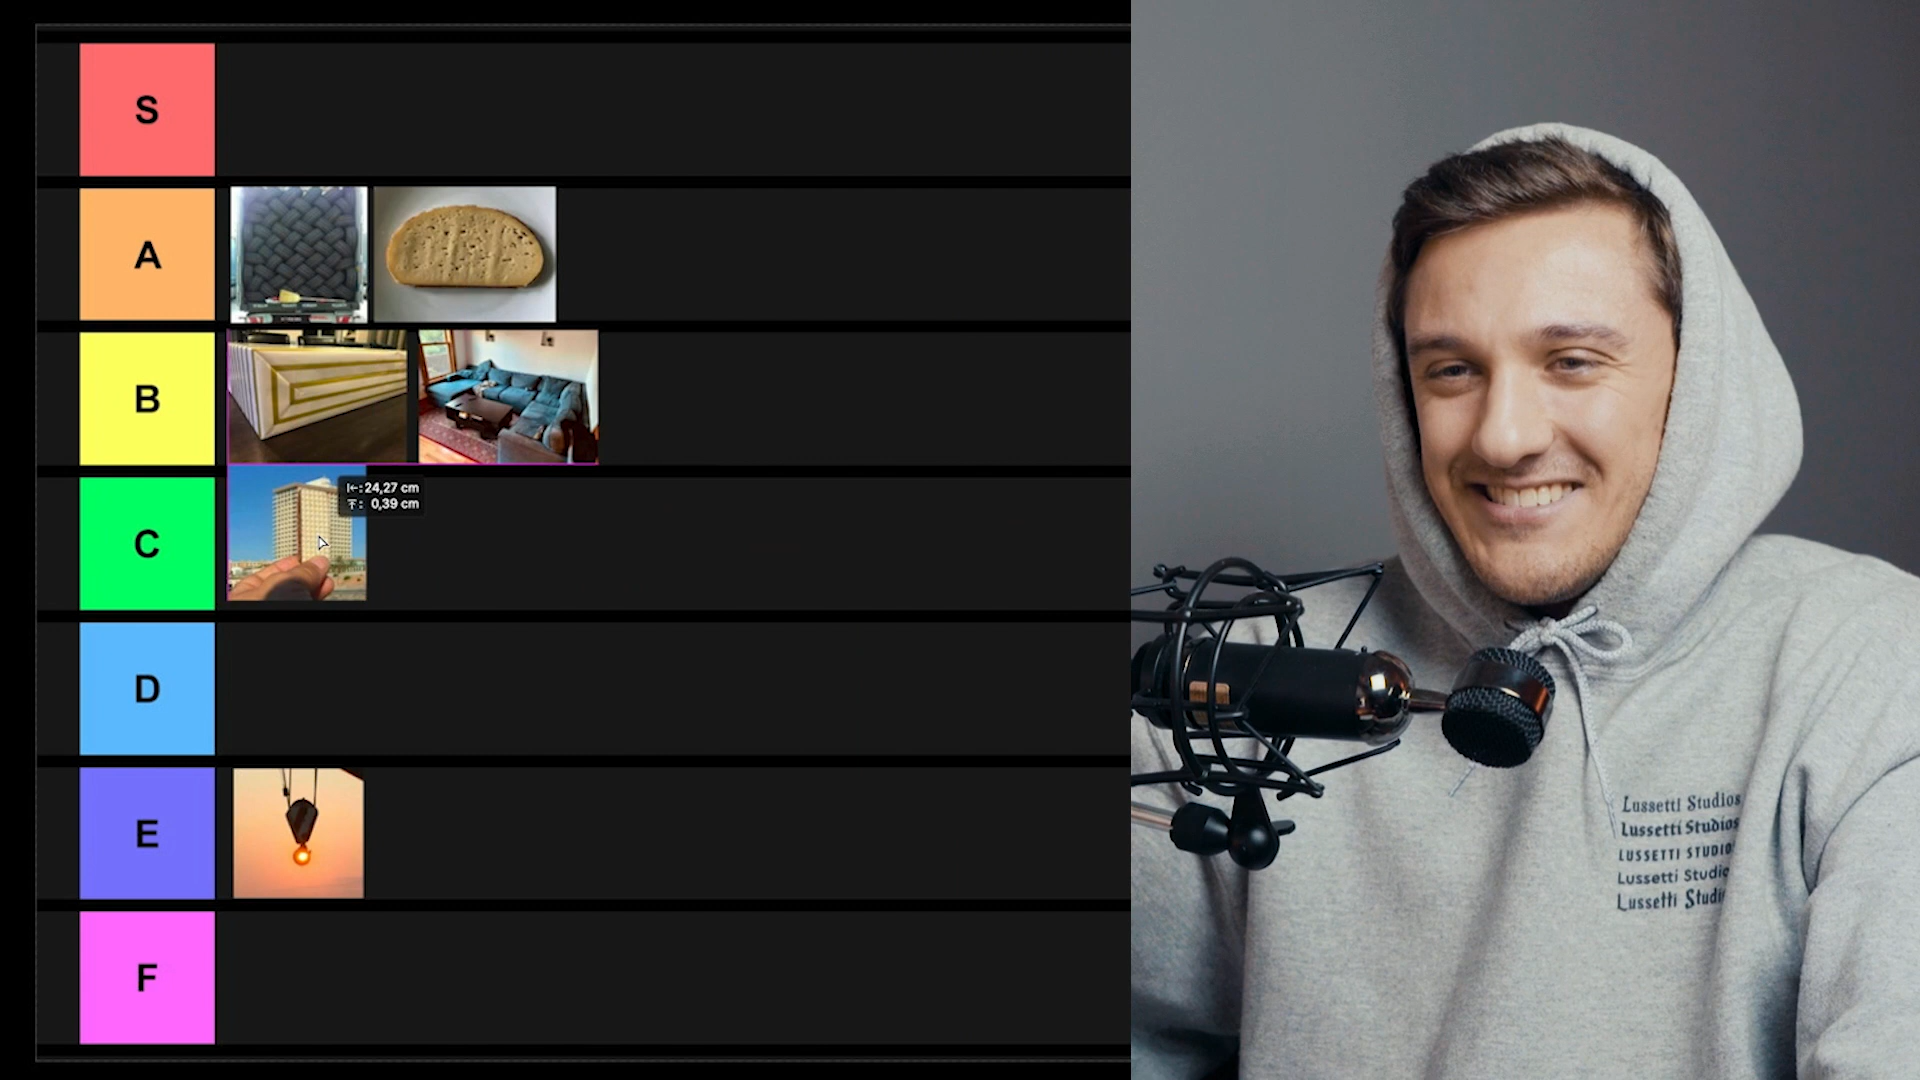 S
A
B
C
D
E
F
24,27 cm
0,39 cm
Lussetti Studios
Lussetti Studios
LUSSETTI STUDIO
Lussetti Studio
Lussetti Studi